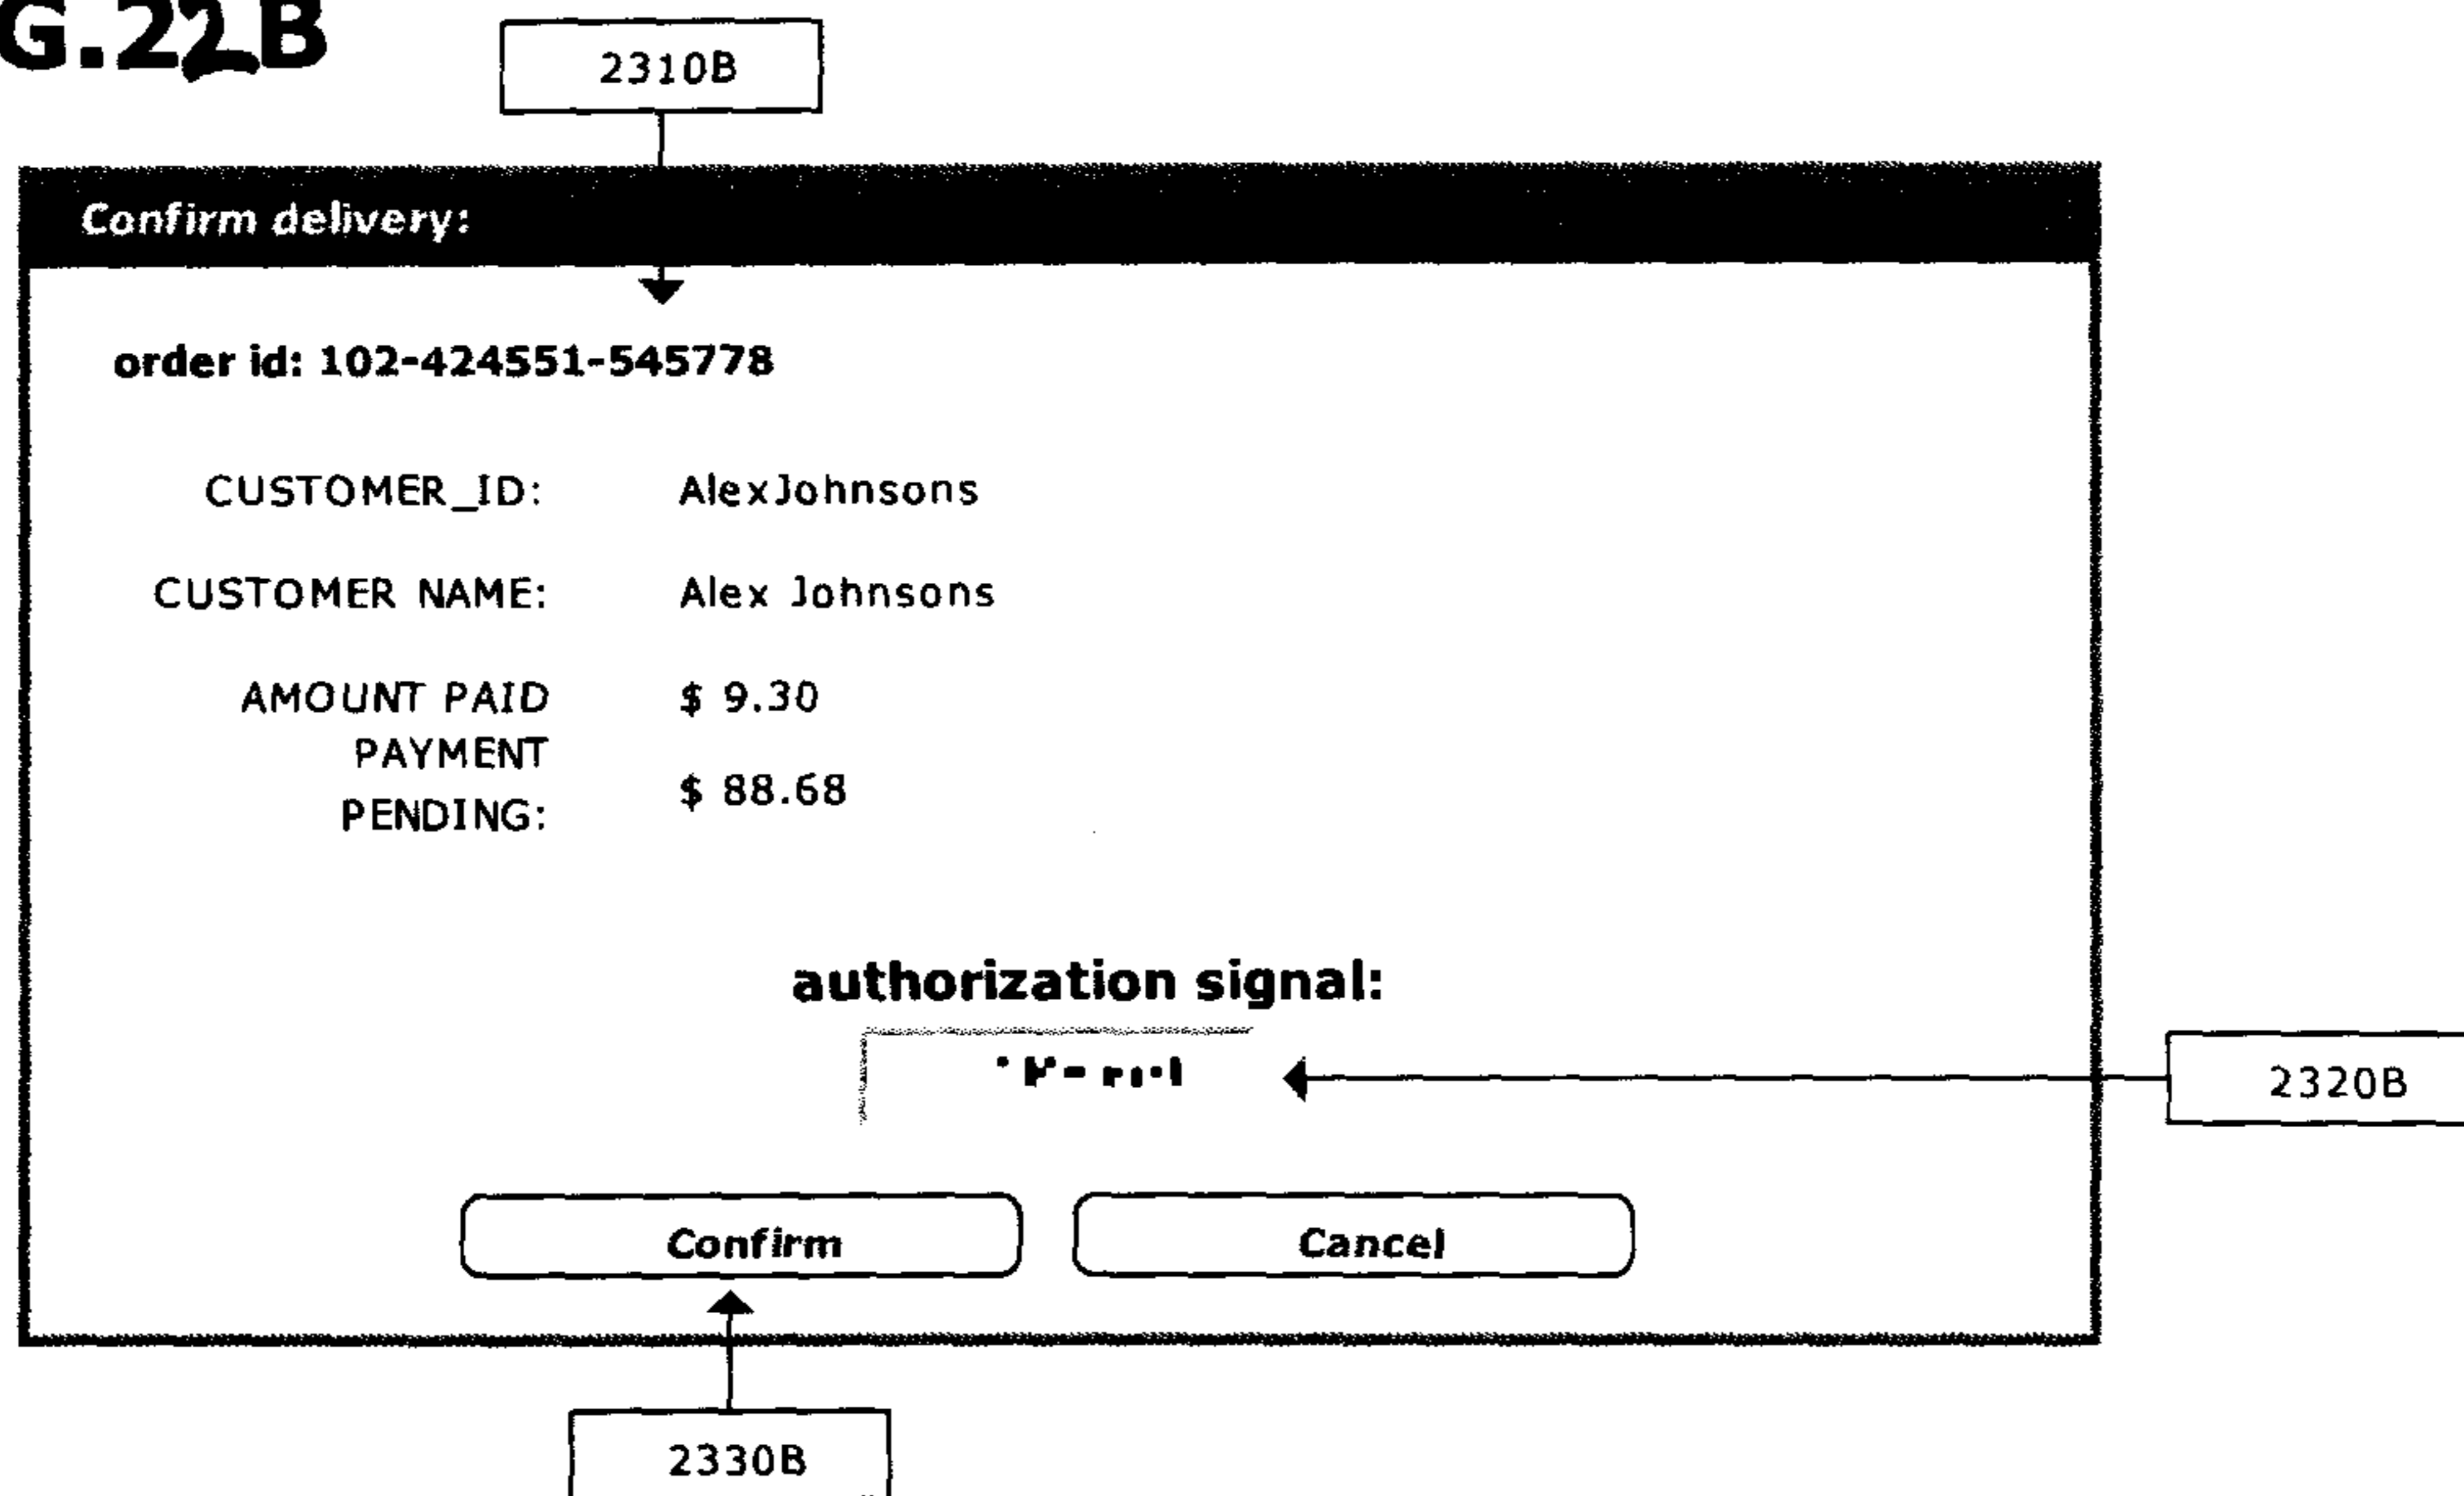 G.22B
2310B
Confirm delivery:
order id: 102-424551-545778
CUSTOMER_ID: AlexJohnsons
CUSTOMER NAME: Alex Johnsons
AMOUNT PAID $ 9.30
PAYMENT
PENDING: $ 88.68
authorization signal:
2320B
Confirm Cancel
2330B